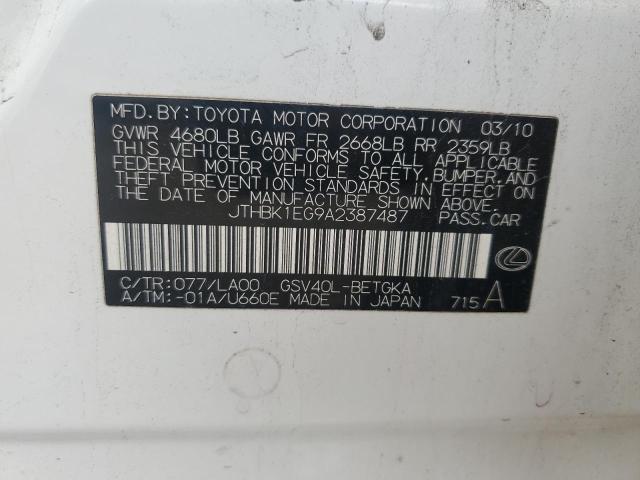 MFD.BY:TOYOTA MOTOR CORPORATION 03/10
GVWR 4680LB GAWR FR 2668LB RR 2359LB
THIS VEHICLE CONFORMS TO ALL APPLICABLE
FEDERAL MOTOR VEHICLE SAFETY,BUMPER,AND
THEFT PREVENTION STANDARDS IN EFFECT
ON THE DATE OF MANUFACTURE SHOWN ABOVE.
JTHBK1EG9A2387487 PASS.CAR
C/TR:077/LA00 GSV40L-BETGKA
A/TM:-01A/U660E MADE IN JAPAN 715A